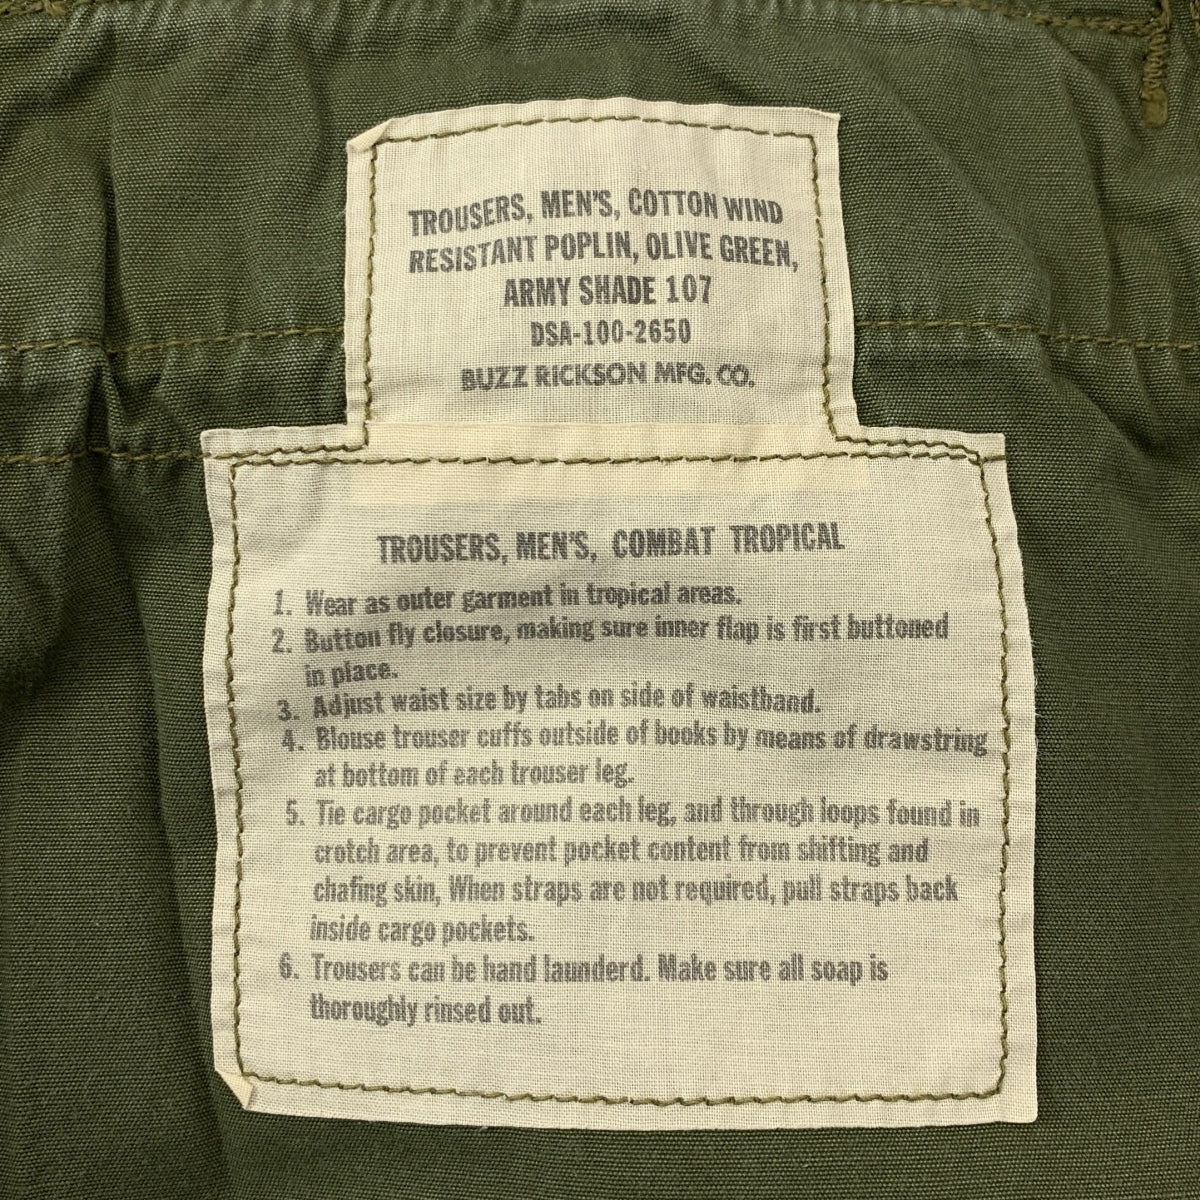 TROUSERS, MEN'S, COTTON WIND
RESISTANT POPLIN, OLIVE GREEN,
ARMY SHADE 107
DSA-100-2650
BUZZ RICKSON MFG. CO.
TROUSERS, MEN'S, COMBAT TROPICAL
1. Wear as outer garment in tropical areas.
2. Button fly closure, making sure inner flap is first buttoned
in place.
3. Adjust waist size by tabs on side of waistband.
4. Blouse trouser cuffs outside of books by means of drawstring
at bottom of each trouser leg.
5. Tie cargo pocket around each leg, and through loops found in
crotch area, to prevent pocket content from shifting and
chafing skin, When straps are not required, pull straps back
inside cargo pockets.
6. Trousers can be hand launderd. Make sure all soap is
thoroughly rinsed out.